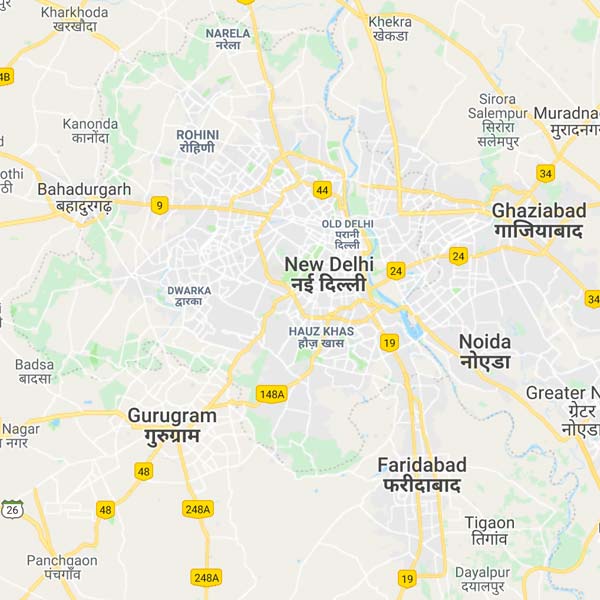 Kharkhoda
खरखौदा
NARELA
नरेला
Khekra
खेकडा
4B
Sirora
Salempur
सिरोरा
सलेमपुर
Muradnag
मुरादनगर
Kanonda
कानोंदा
ROHINI
रोहिणी
34
Bahadurgarh
बहादुरगढ़
9
44
Ghaziabad
गाजियाबाद
OLD DELHI
परानी
दिल्ली
24
New Delhi
नई दिल्ली
24
DWARKA
द्वारका
34
HAUZ KHAS
हौज़ खास
19
Noida
नोएडा
Badsa
बादसा
148A
Greater N
ग्रेटर
नोएडा
Gurugram
गुरुग्राम
Nagar
नगर
Faridabad
फरीदाबाद
48
26
48
248A
Tigaon
तिगांव
Panchgaon
पंचगाँव
248A
19
Dayalpur
दयालपुर